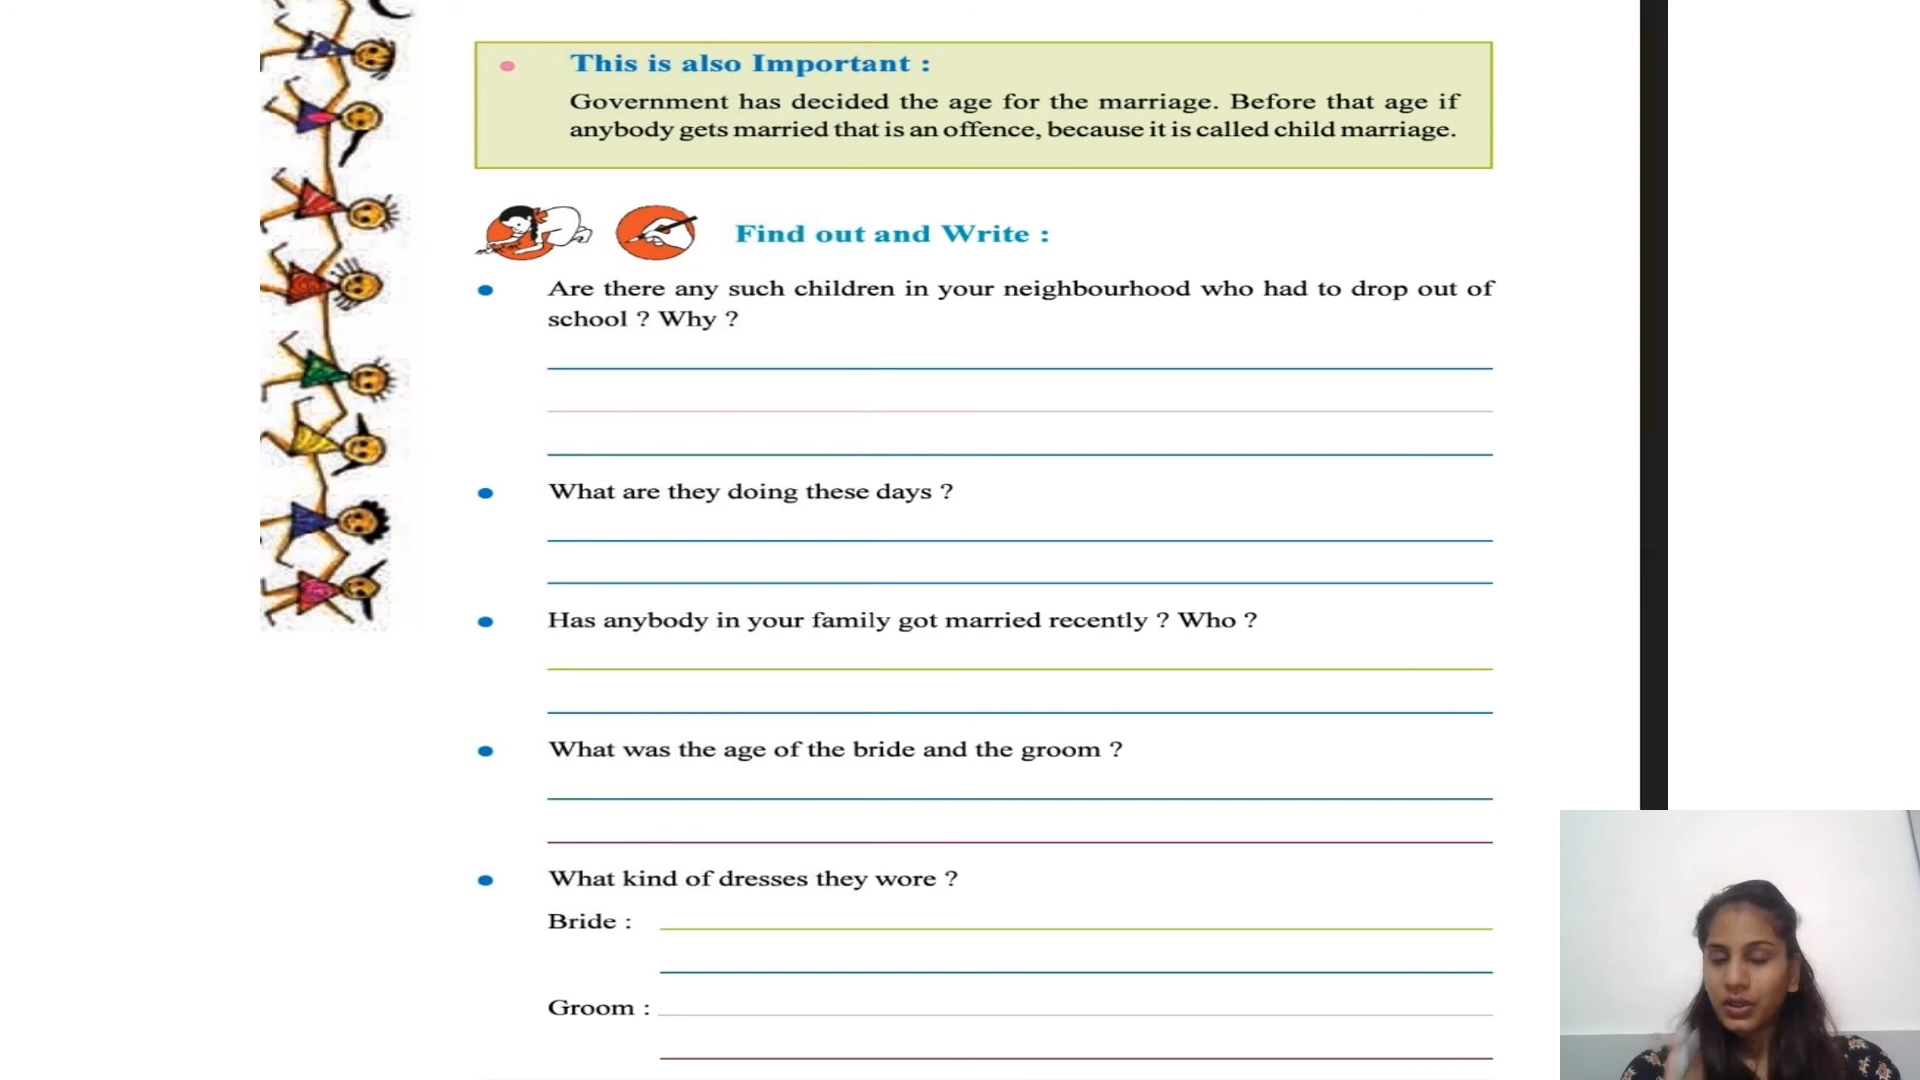 This is also Important :
Government has decided the age for the marriage. Before that age if
anybody gets married that is an offence, because it is called child marriage.
Find out and Write :
Are there any such children in your neighbourhood who had to drop out of
school ? Why ?
What are they doing these days ?
Has anybody in your family got married recently ? Who ?
What was the age of the bride and the groom ?
What kind of dresses they wore ?
Bride :
Groom :